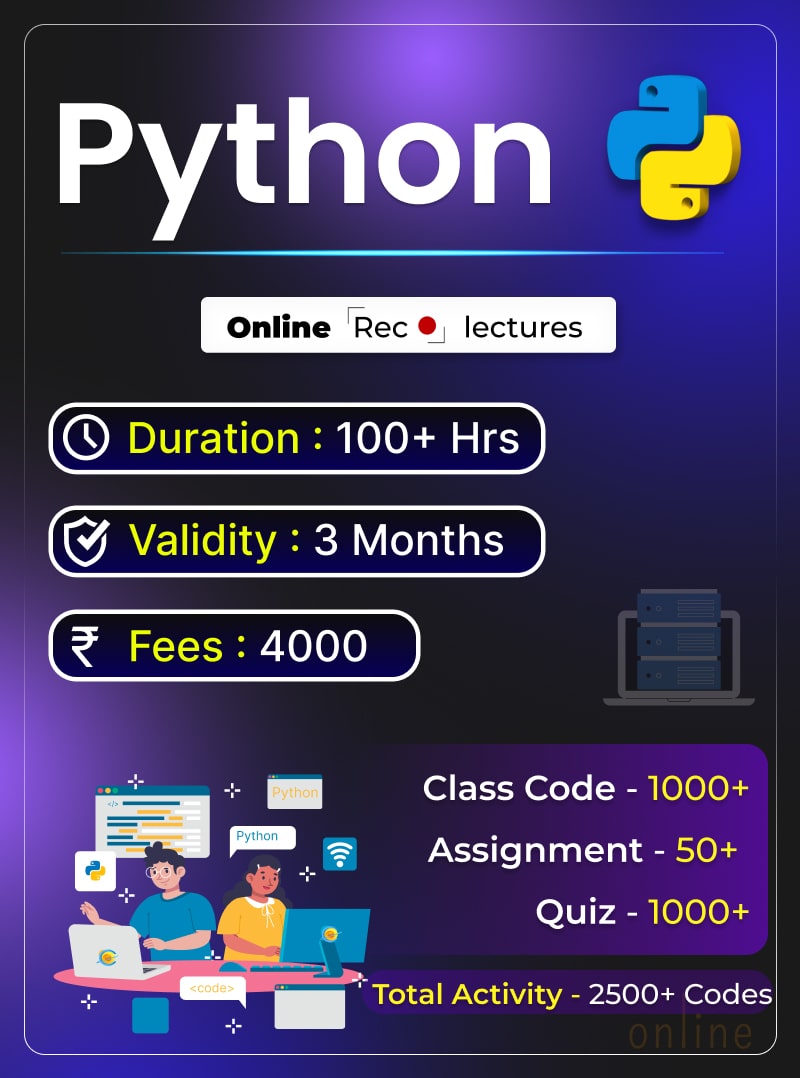 Python
Online Rec lectures
Duration : 100+ Hrs
Validity : 3 Months
₹ Fees : 4000
Class Code - 1000+
Assignment - 50+
Quiz - 1000+
Total Activity - 2500+ Codes
online
Python
Python
</>
<code>